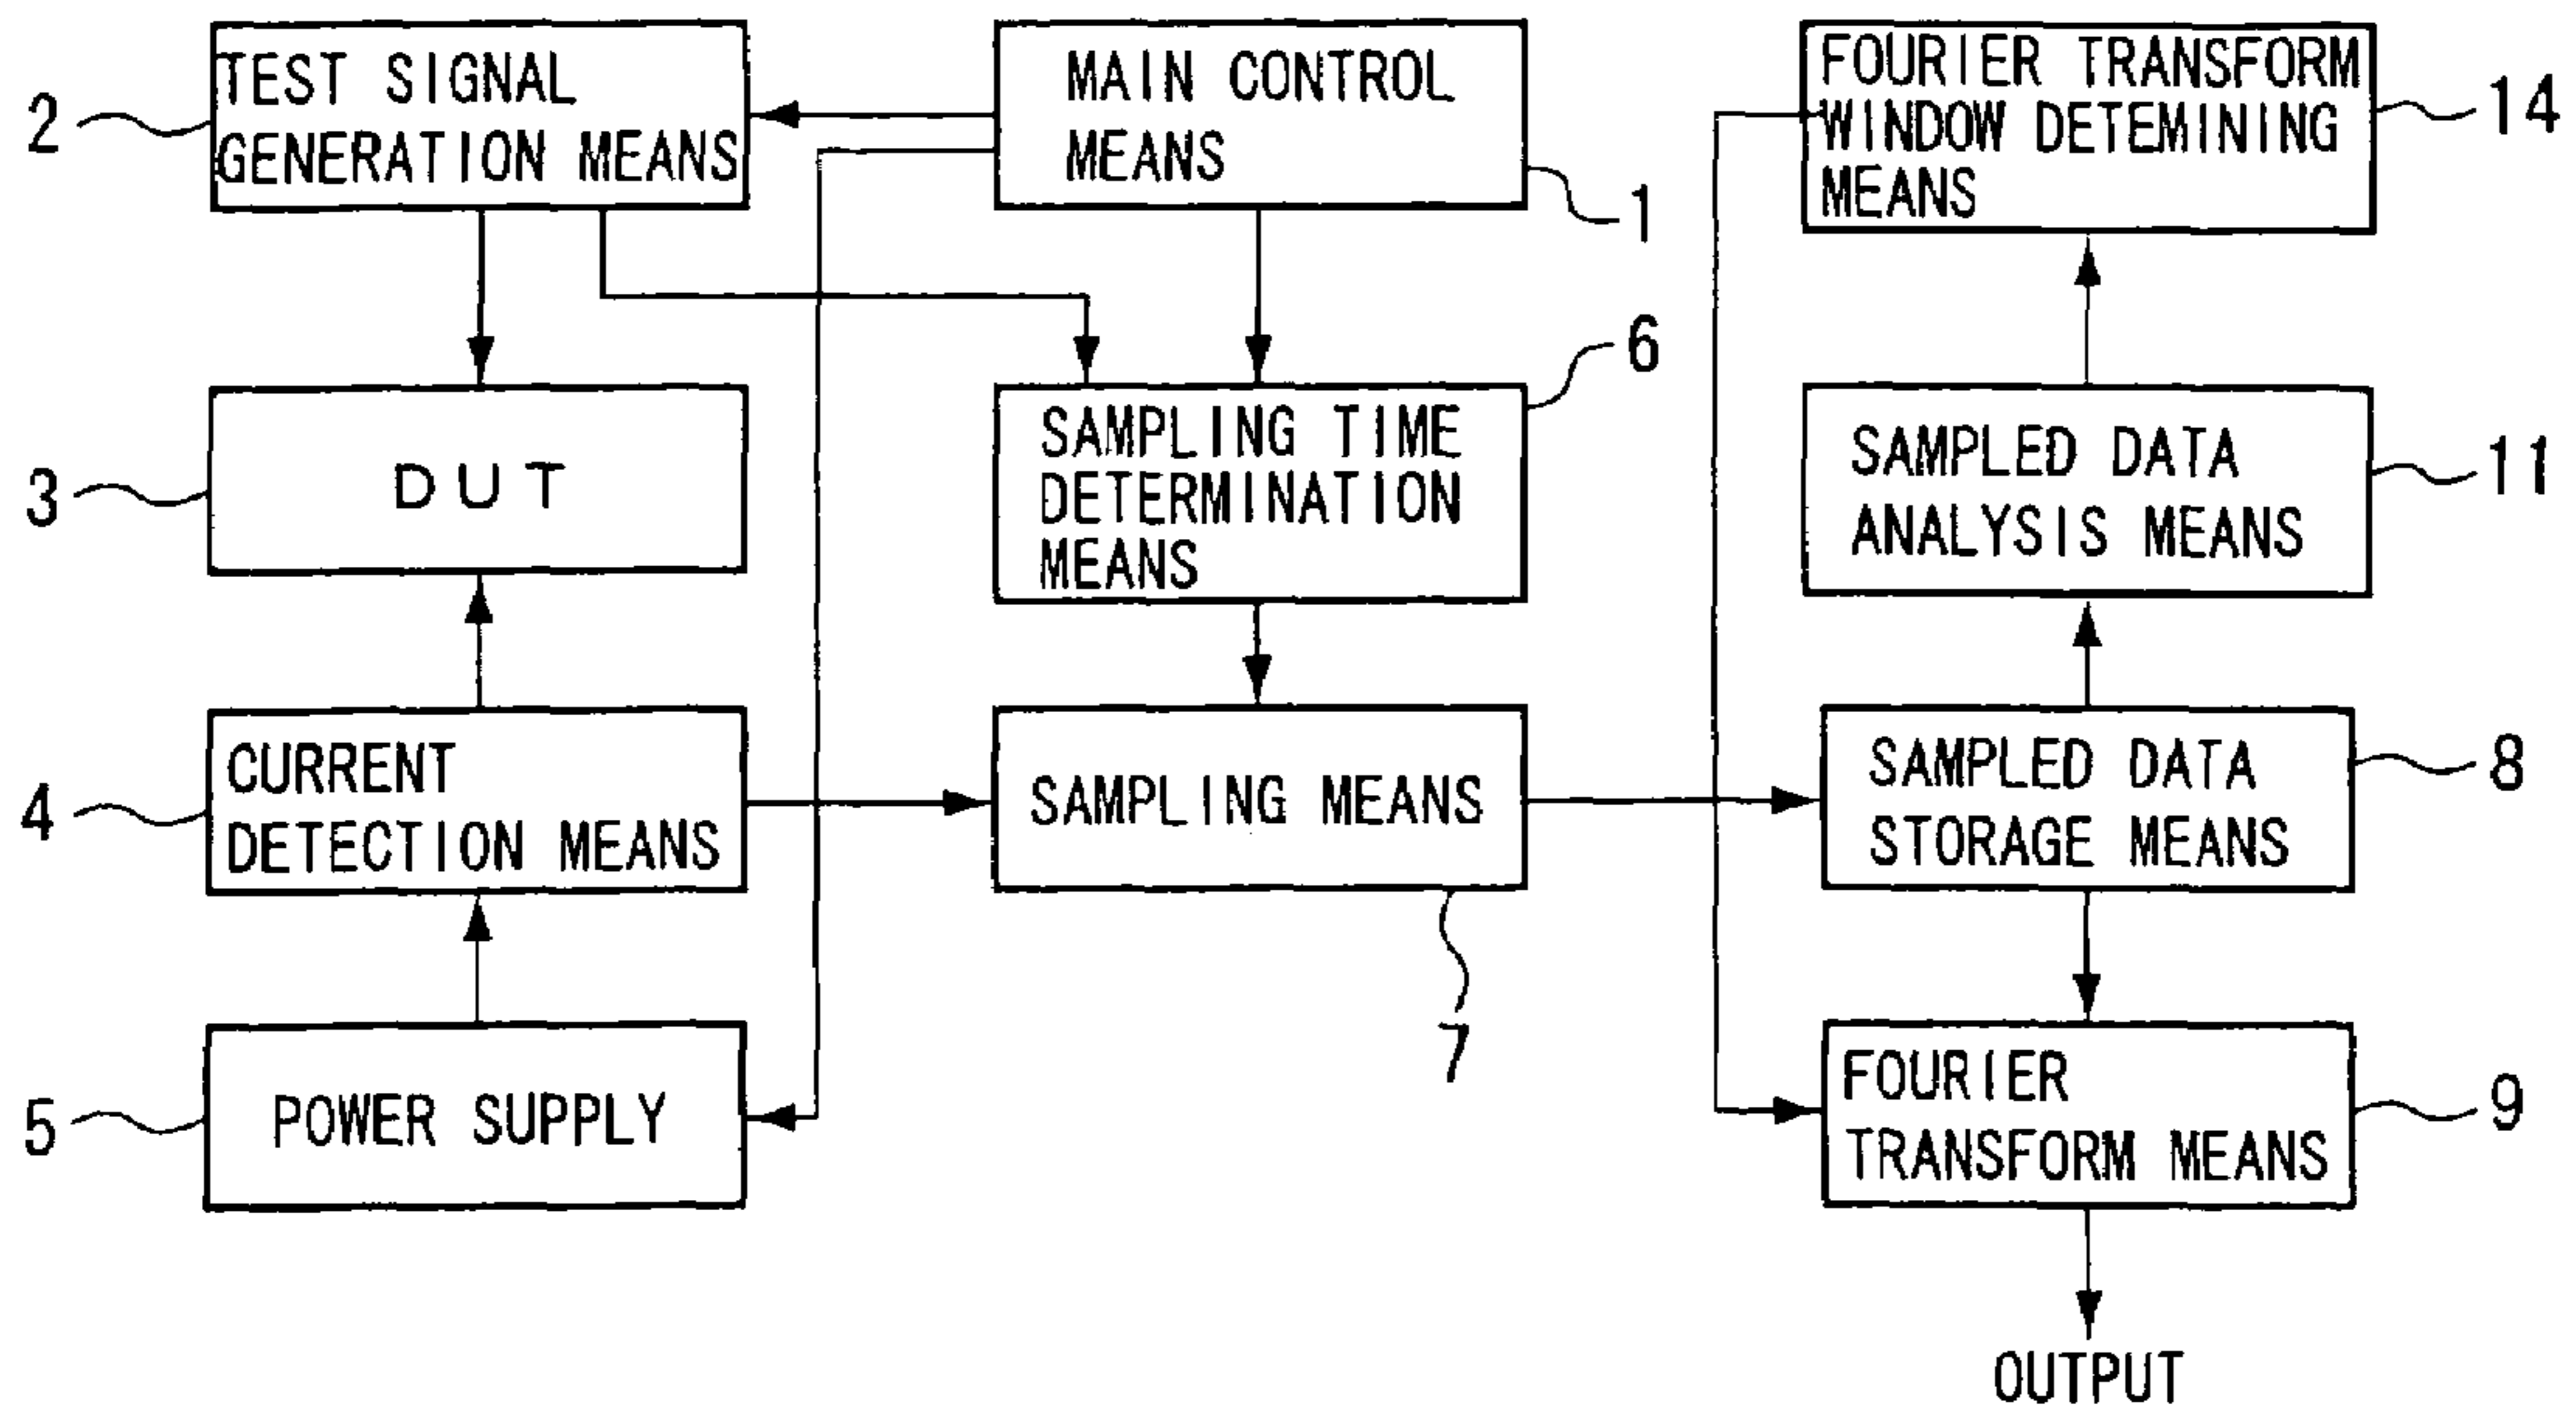 TEST SIGNAL
GENERATION MEANS
2
MAIN CONTROL
MEANS
1
FOURIER TRANSFORM
WINDOW DETEMINING
MEANS
14
DUT
3
SAMPLING TIME
DETERMINATION
MEANS
6
SAMPLED DATA
ANALYSIS MEANS
11
CURRENT
DETECTION MEANS
4
SAMPLING MEANS
7
SAMPLED DATA
STORAGE MEANS
8
POWER SUPPLY
5
FOURIER
TRANSFORM MEANS
9
OUTPUT